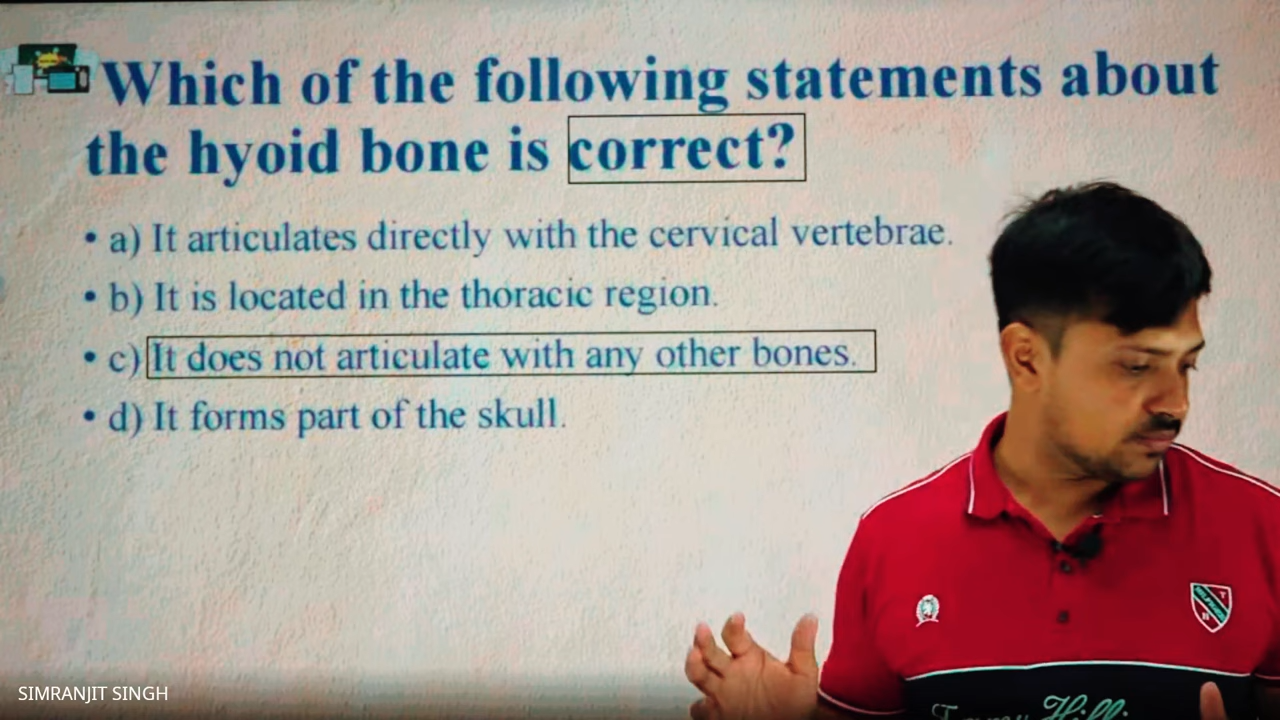 Which of the following statements about
the hyoid bone is correct?
• a) It articulates directly with the cervical vertebrae.
• b) It is located in the thoracic region.
• c) It does not articulate with any other bones.
• d) It forms part of the skull.
SIMRANJIT SINGH